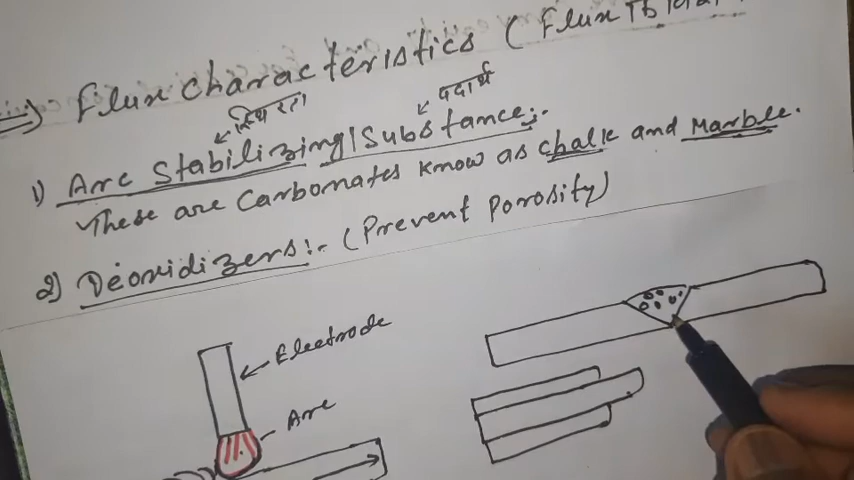 Flux characteristics ( Flux
स्थिरता पदार्थ
1) Arc Stabilizing/Substance:-
These are Carbonates know as chalk and Marble.
2) Deoxidizers:- (Prevent Porosity)
Electrode
Arc